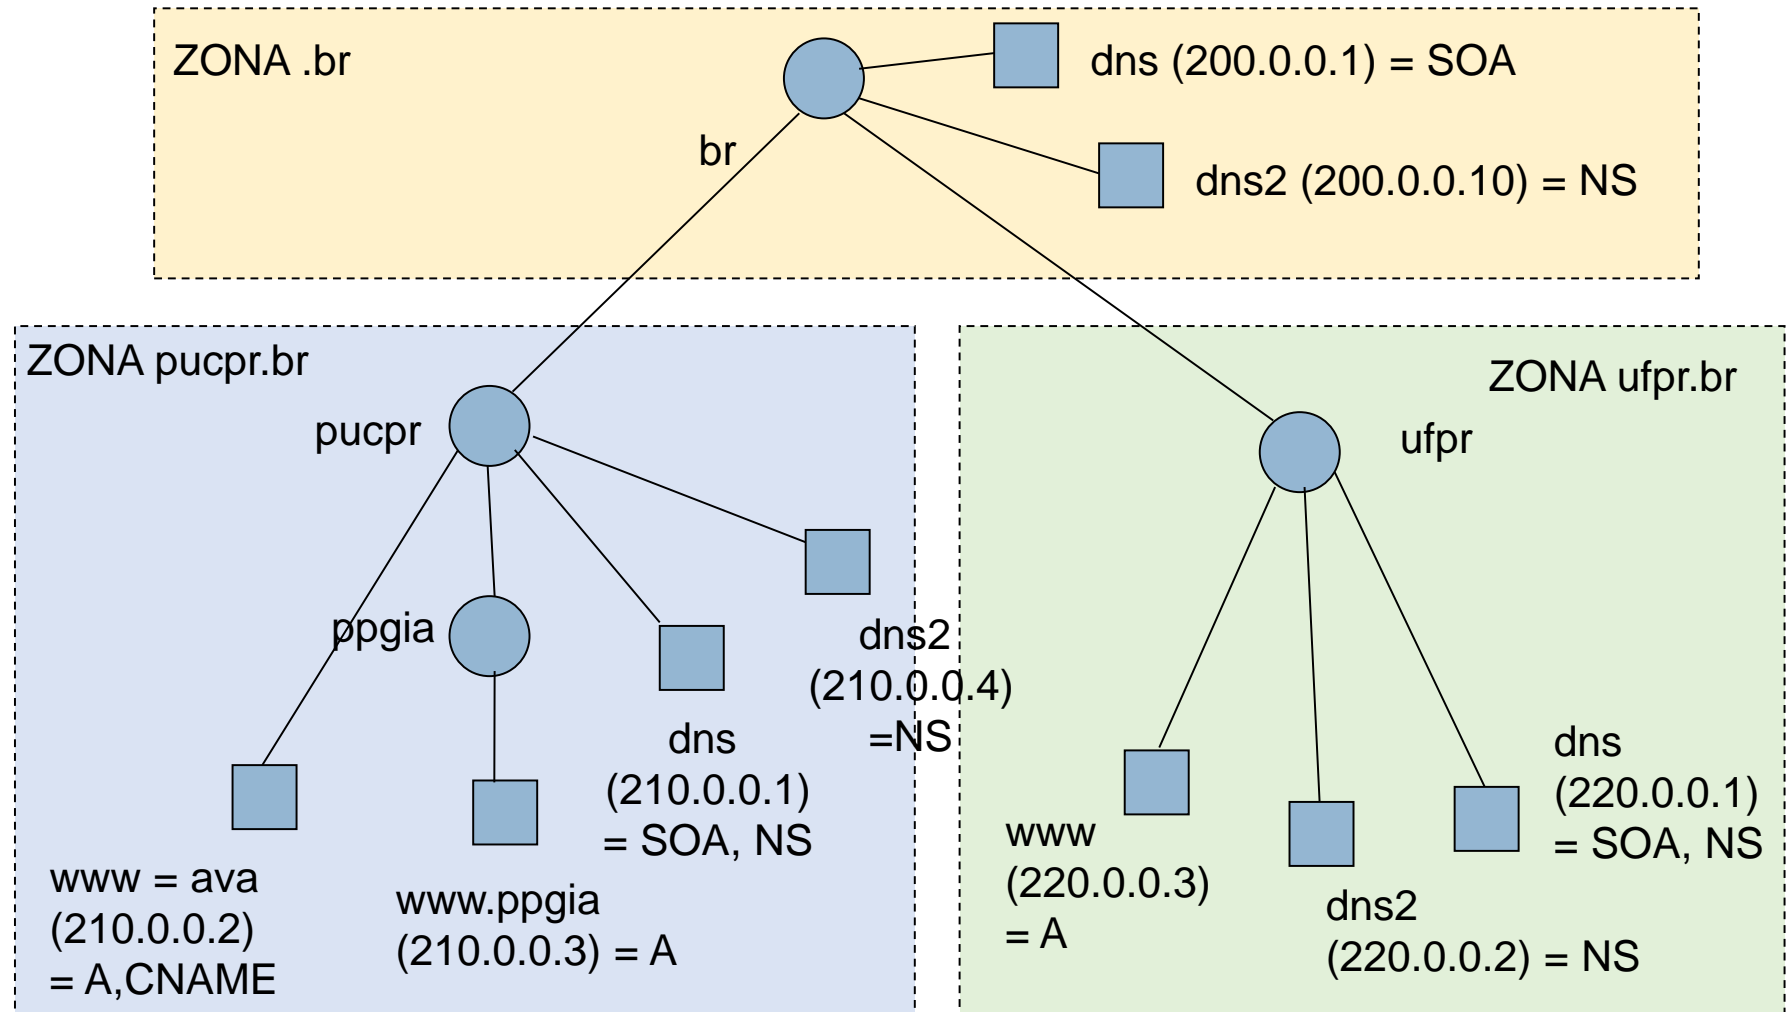 ZONA .br
dns (200.0.0.1) = SOA
br
dns2 (200.0.0.10) = NS
ZONA pucpr.br
pucpr
ppgia
dns2
(210.0.0.4)
=NS
dns
(210.0.0.1)
= SOA, NS
www = ava
(210.0.0.2)
= A,CNAME
www.ppgia
(210.0.0.3) = A
ZONA ufpr.br
ufpr
www
(220.0.0.3)
= A
dns2
(220.0.0.2) = NS
dns
(220.0.0.1)
= SOA, NS